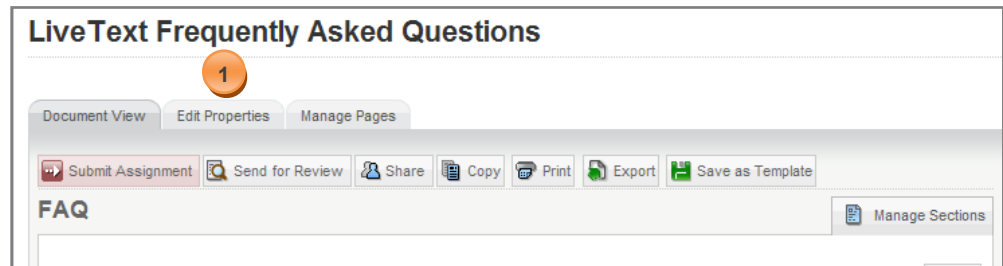 LiveText Frequently Asked Questions
1
Document View Edit Properties Manage Pages
Submit Assignment Send for Review Share Copy Print Export Save as Template
FAQ
Manage Sections